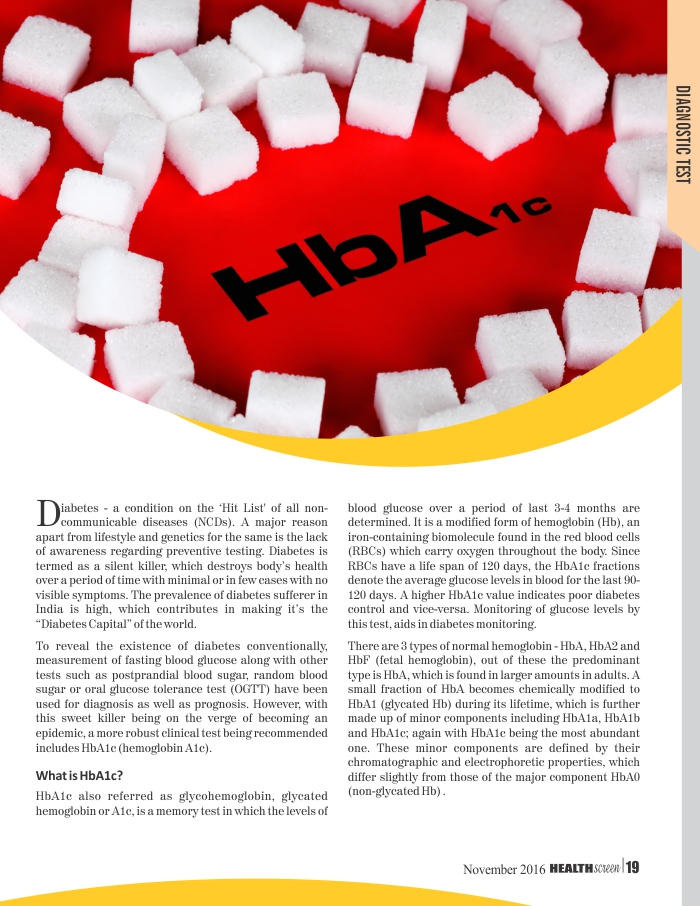 DIAGNOSTIC TEST
HbA1c
Diabetes - a condition on the 'Hit List' of all non-
communicable diseases (NCDs). A major reason
apart from lifestyle and genetics for the same is the lack
of awareness regarding preventive testing. Diabetes is
termed as a silent killer, which destroys body's health
over a period of time with minimal or in few cases with no
visible symptoms. The prevalence of diabetes sufferer in
India is high, which contributes in making it's the
“Diabetes Capital” of the world.
To reveal the existence of diabetes conventionally,
measurement of fasting blood glucose along with other
tests such as postprandial blood sugar, random blood
sugar or oral glucose tolerance test (OGTT) have been
used for diagnosis as well as prognosis. However, with
this sweet killer being on the verge of becoming an
epidemic, a more robust clinical test being recommended
includes HbA1c (hemoglobin A1c).
What is HbA1c?
HbA1c also referred as glycohemoglobin, glycated
hemoglobin or A1c, is a memory test in which the levels of
blood glucose over a period of last 3-4 months are
determined. It is a modified form of hemoglobin (Hb), an
iron-containing biomolecule found in the red blood cells
(RBCs) which carry oxygen throughout the body. Since
RBCs have a life span of 120 days, the HbA1c fractions
denote the average glucose levels in blood for the last 90-
120 days. A higher HbA1c value indicates poor diabetes
control and vice-versa. Monitoring of glucose levels by
this test, aids in diabetes monitoring.
There are 3 types of normal hemoglobin - HbA, HbA2 and
HbF (fetal hemoglobin), out of these the predominant
type is HbA, which is found in larger amounts in adults. A
small fraction of HbA becomes chemically modified to
HbA1 (glycated Hb) during its lifetime, which is further
made up of minor components including HbA1a, HbA1b
and HbA1c; again with HbA1c being the most abundant
one. These minor components are defined by their
chromatographic and electrophoretic properties, which
differ slightly from those of the major component HbA0
(non-glycated Hb) .
November 2016 HEALTHscreen | 19